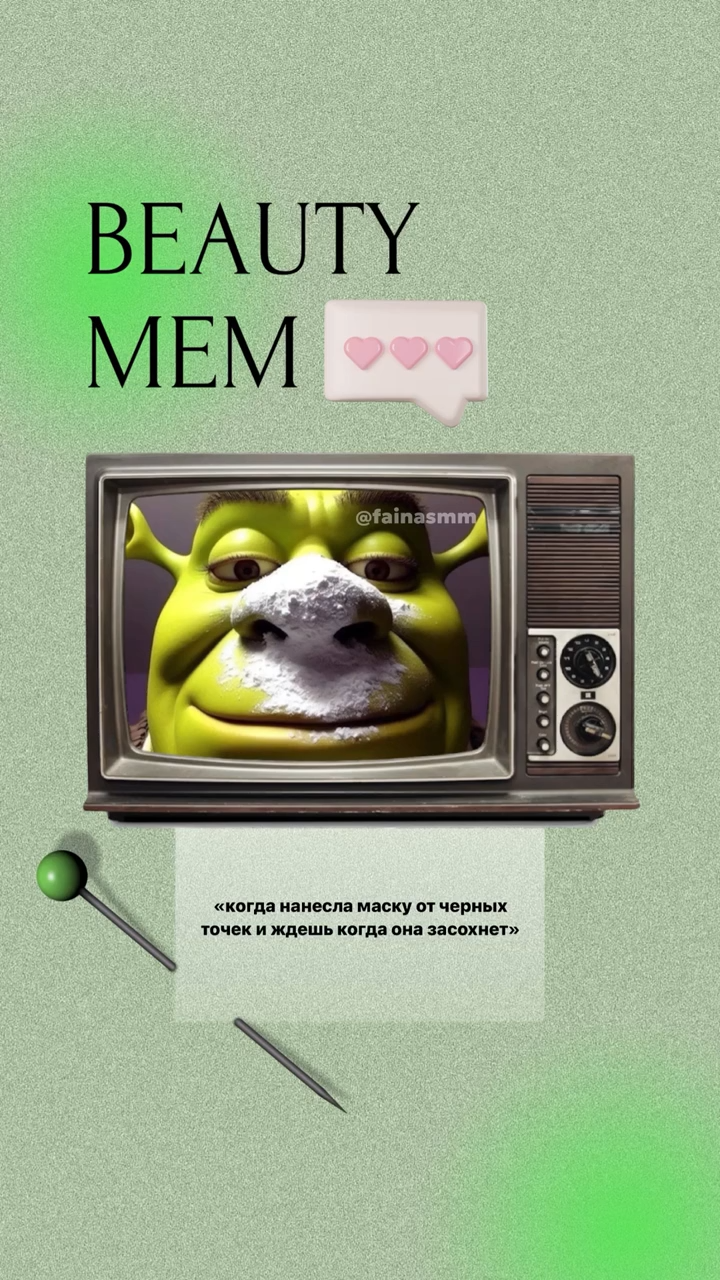 BEAUTY
MEM
@fainasmm
«когда нанесла маску от черных
точек и ждешь когда она засохнет»